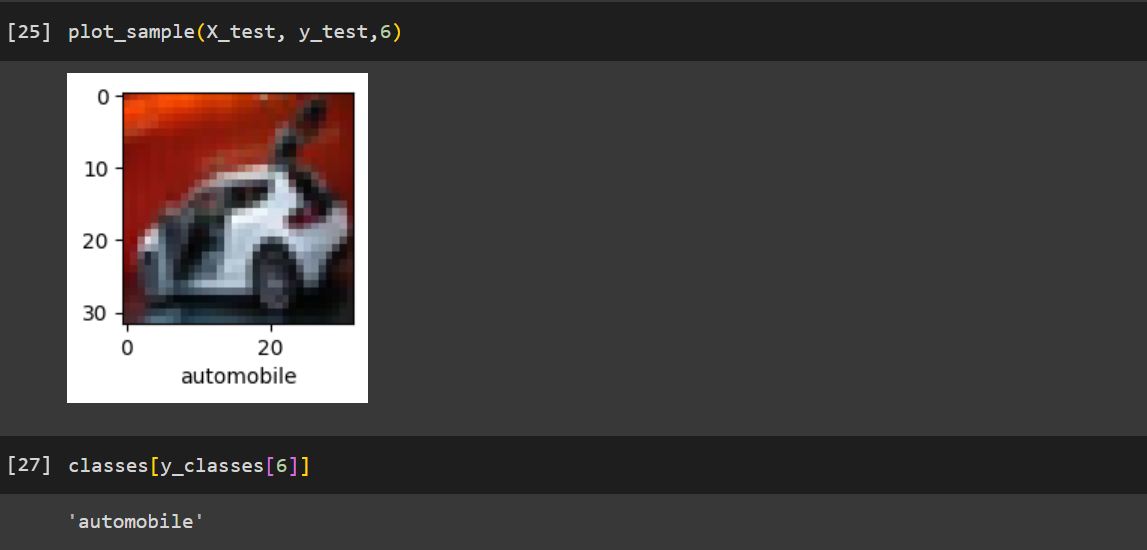 [25] plot_sample(X_test, y_test,6)
0
10
20
30
0 20
automobile
[27] classes[y_classes[6]]
'automobile'